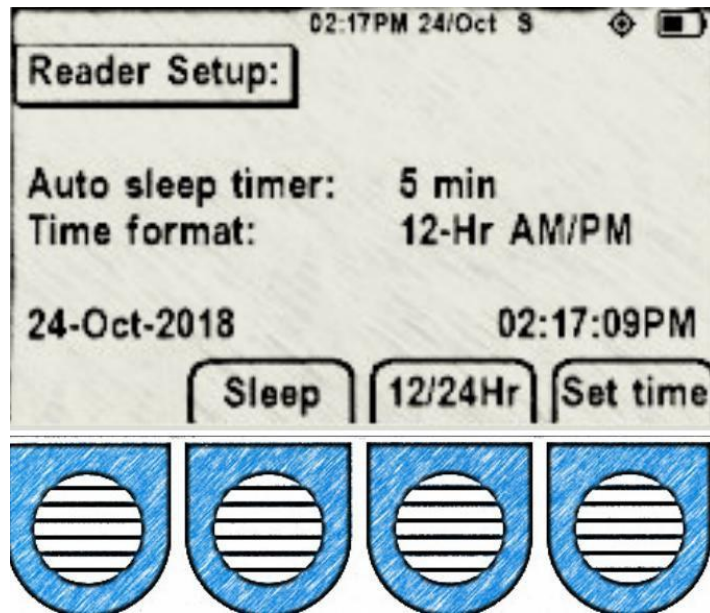 02:17PM 24/Oct S
Reader Setup:
Auto sleep timer: 5 min
Time format: 12-Hr AM/PM
24-Oct-2018 02:17:09PM
Sleep 12/24Hr Set time